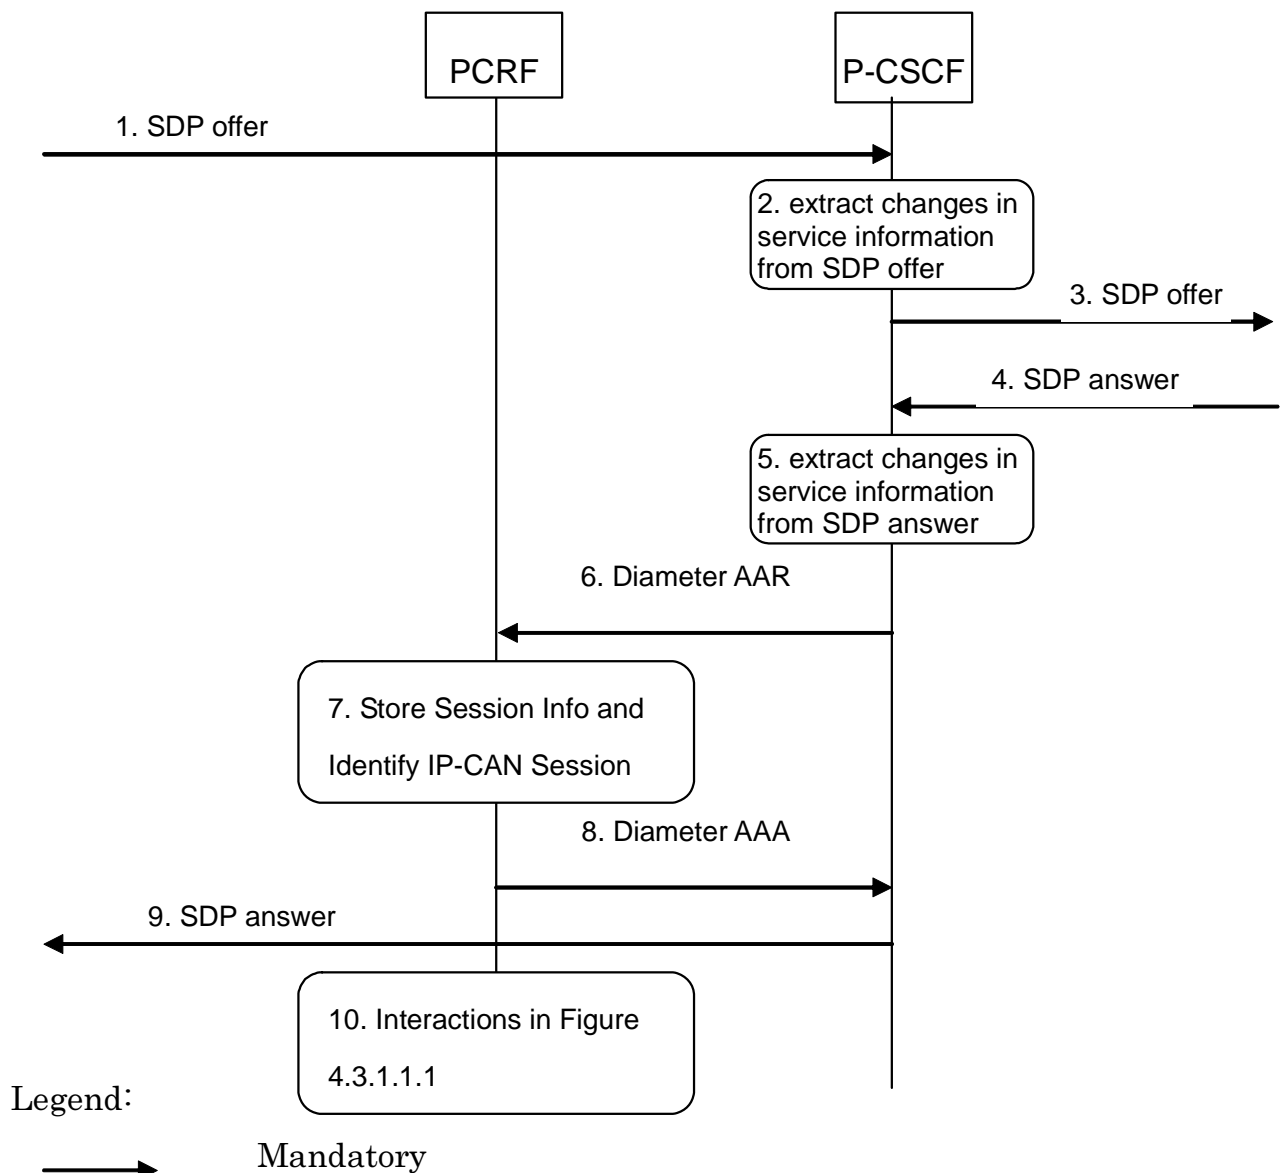 PCRF
P-CSCF
1. SDP offer
2. extract changes in
service information
from SDP offer
3. SDP offer
4. SDP answer
5. extract changes in
service information
from SDP answer
6. Diameter AAR
7. Store Session Info and
Identify IP-CAN Session
8. Diameter AAA
9. SDP answer
10. Interactions in Figure
4.3.1.1.1
Legend:
Mandatory